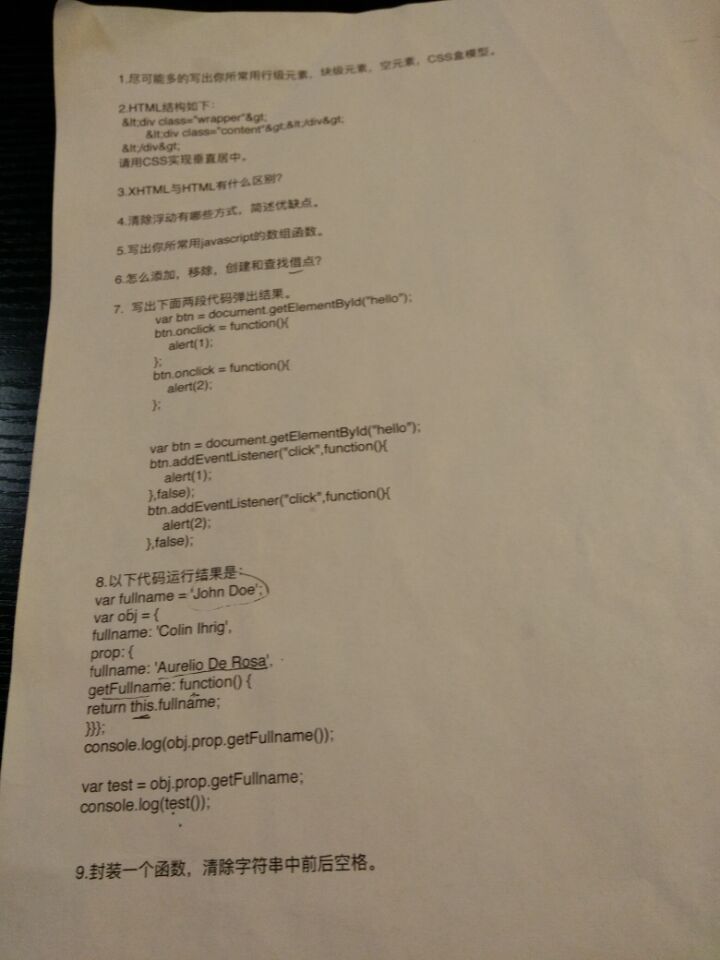 1.尽可能多的写出你所常用行级元素，块级元素，空元素，CSS盒模型。
2.HTML结构如下：
&lt;div class="wrapper"&gt;
&lt;div class="content"&gt;&lt;/div&gt;
&lt;/div&gt;
请用CSS实现垂直居中。
3.XHTML与HTML有什么区别？
4.清除浮动有哪些方式，简述优缺点。
5.写出你所常用javascript的数组函数。
6.怎么添加，移除，创建和查找借点？
7. 写出下面两段代码弹出结果。
var btn = document.getElementById("hello");
btn.onclick = function(){
alert(1);
};
btn.onclick = function(){
alert(2);
};
var btn = document.getElementById("hello");
btn.addEventListener("click",function(){
alert(1);
},false);
btn.addEventListener("click",function(){
alert(2);
},false);
8.以下代码运行结果是：
var fullname = 'John Doe';
var obj = {
fullname: 'Colin Ihrig',
prop: {
fullname: 'Aurelio De Rosa',
getFullname: function() {
return this.fullname;
}}};
console.log(obj.prop.getFullname());
var test = obj.prop.getFullname;
console.log(test());
9.封装一个函数，清除字符串中前后空格。